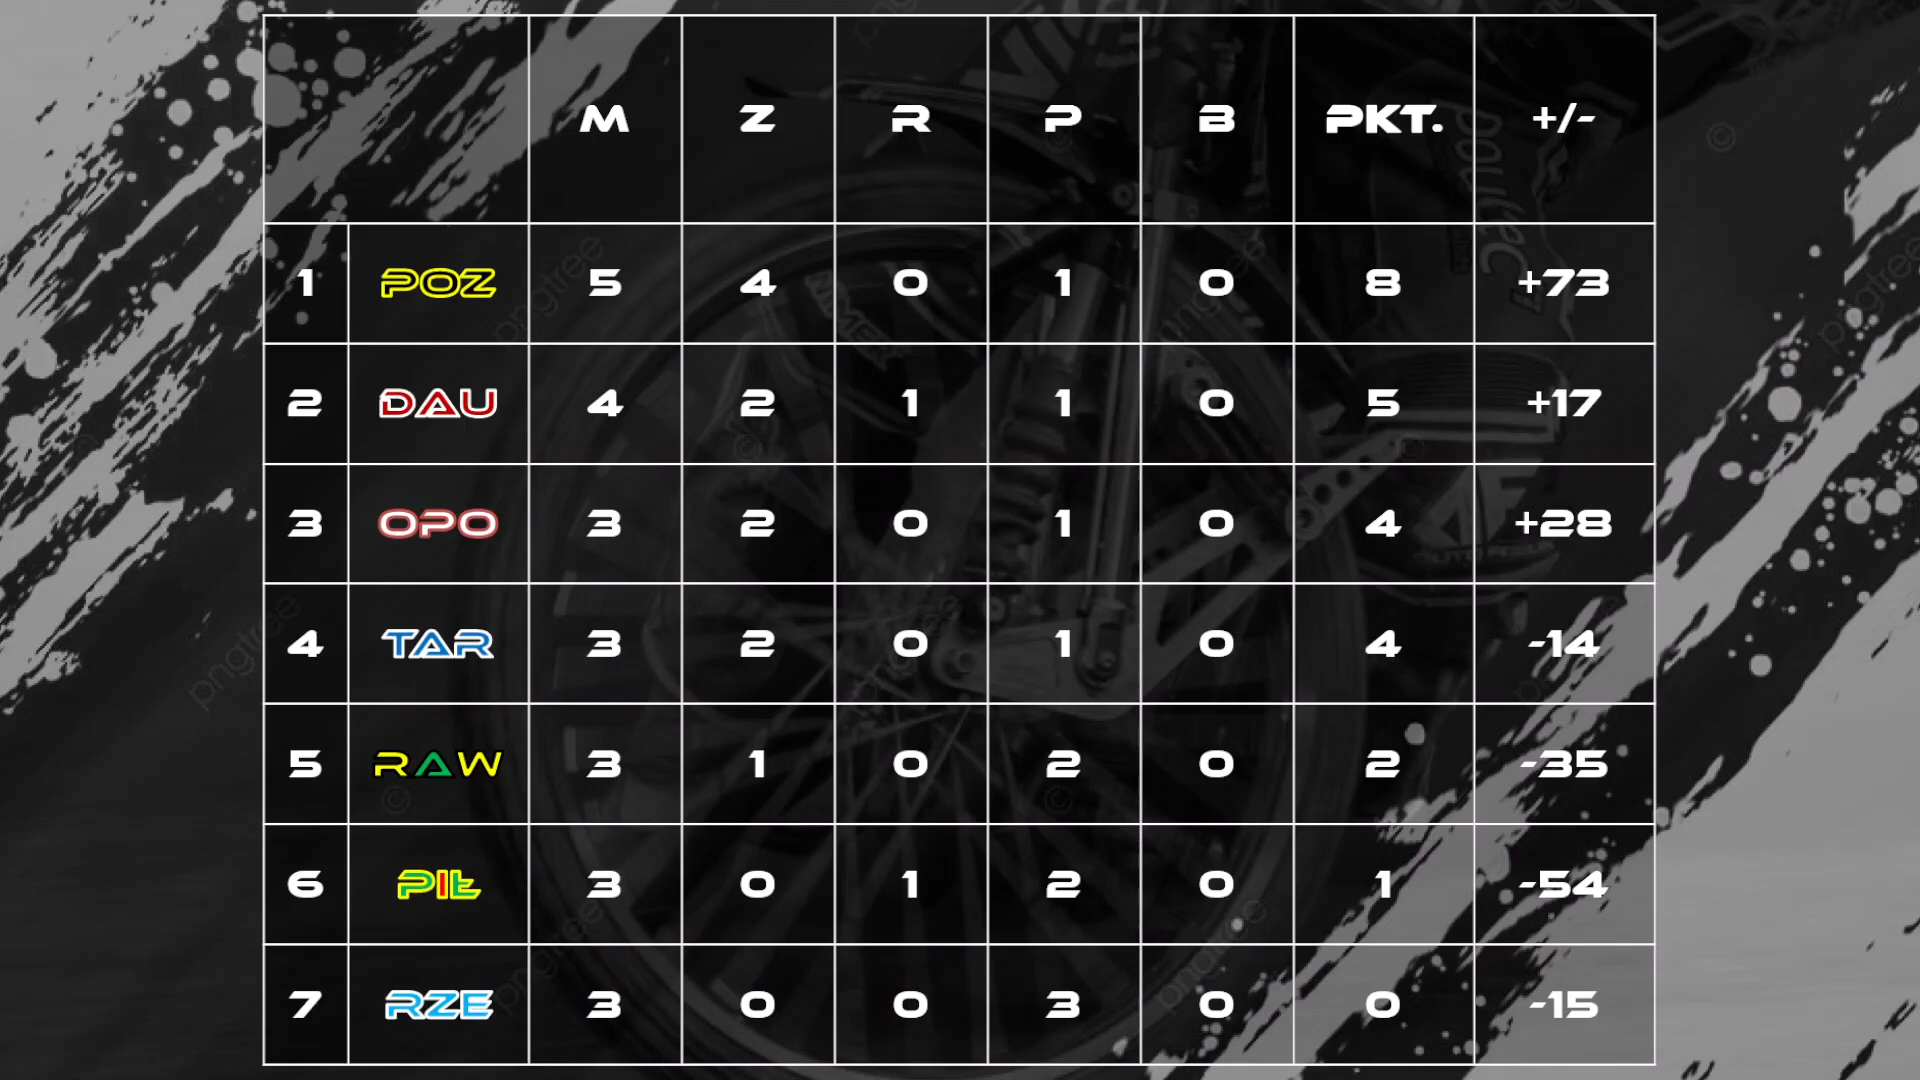 M Z R P B PKT. +/-
1 POZ 5 4 0 1 0 8 +73
2 DAU 4 2 1 1 0 5 +17
3 OPO 3 2 0 1 0 4 +28
4 TAR 3 2 0 1 0 4 -14
5 RAW 3 1 0 2 0 2 -35
6 PIŁ 3 0 1 2 0 1 -54
7 RZE 3 0 0 3 0 0 -15
pngtree